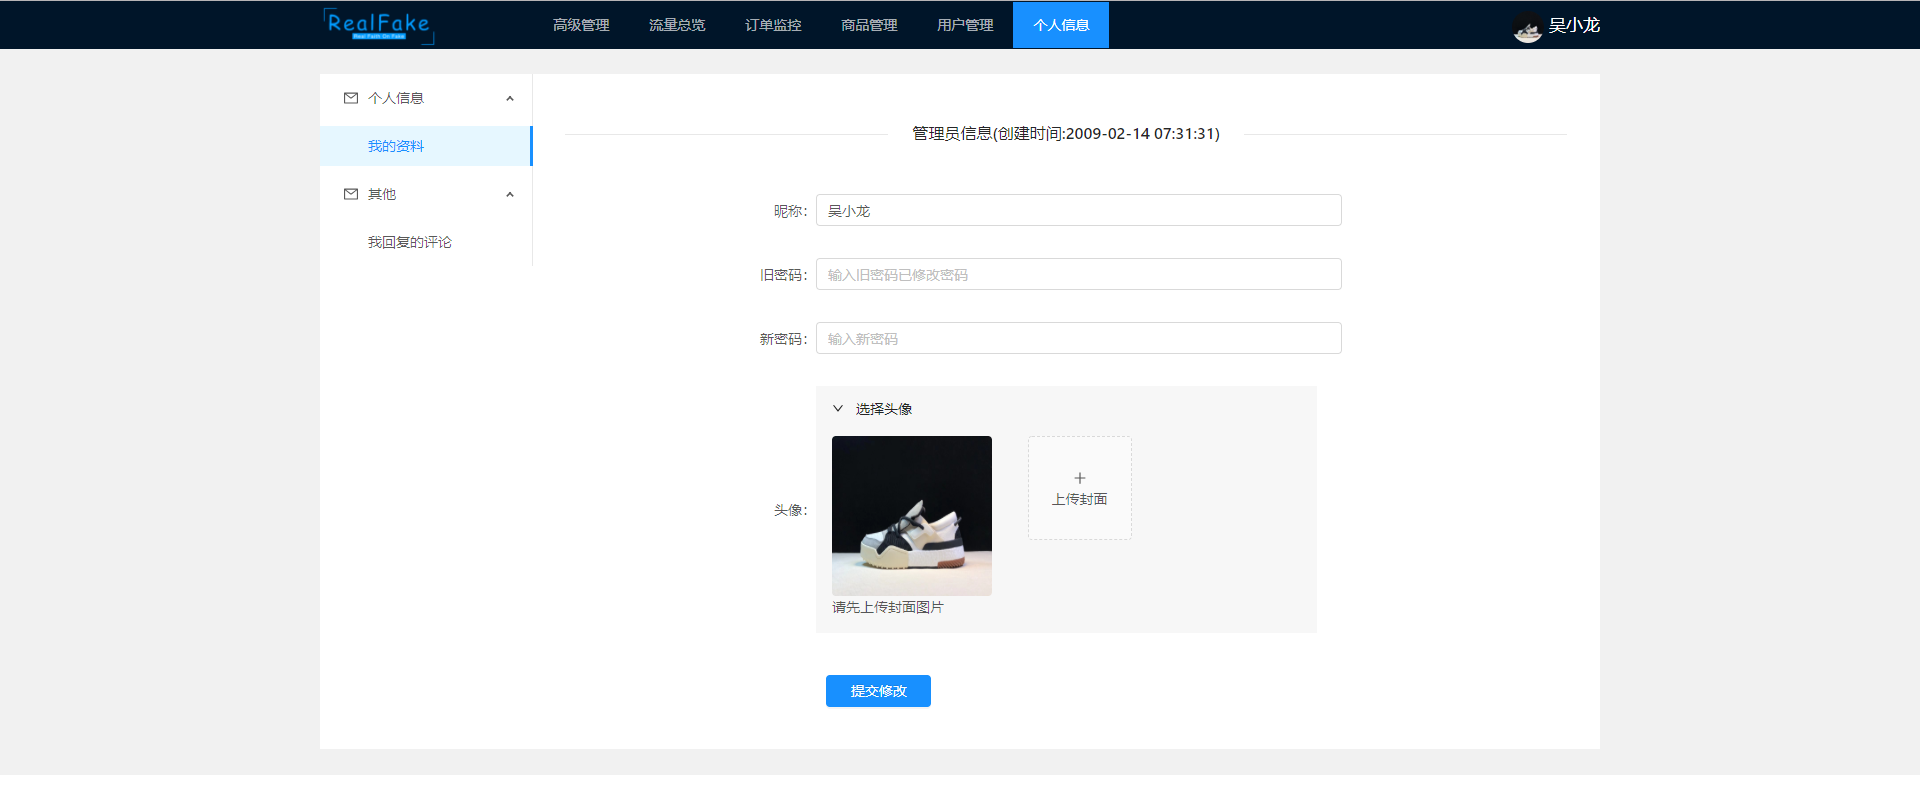 RealFake
Real Faith On Fake
高级管理
流量总览
订单监控
商品管理
用户管理
个人信息
吴小龙
个人信息
我的资料
其他
我回复的评论
管理员信息(创建时间:2009-02-14 07:31:31)
昵称:
吴小龙
旧密码:
输入旧密码已修改密码
新密码:
输入新密码
选择头像
头像:
上传封面
请先上传封面图片
提交修改